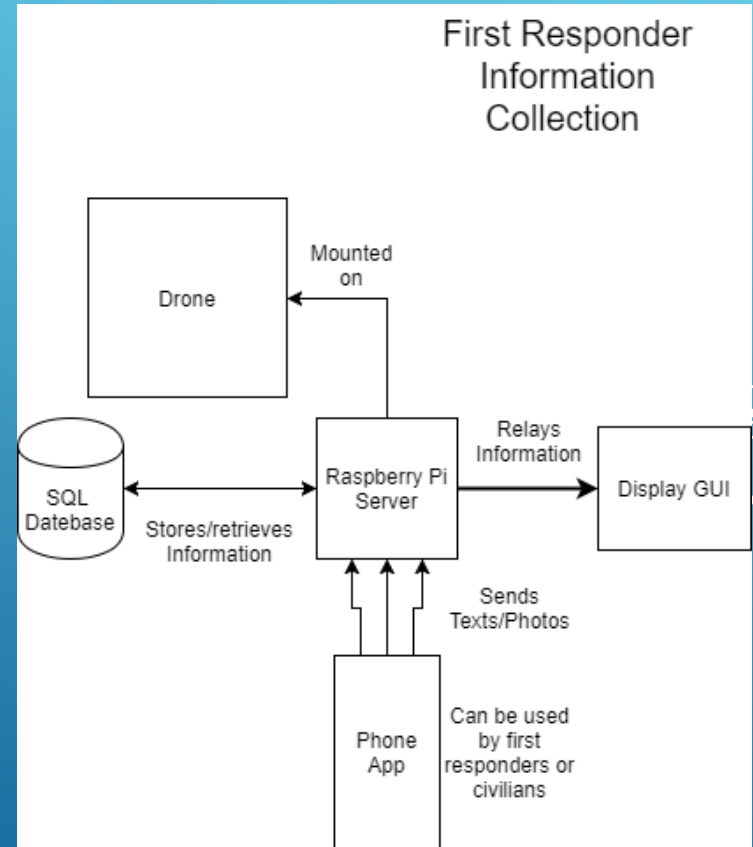 First Responder
Information
Collection
Mounted
on
Drone
Relays
Information
Raspberry Pi
Server
Display GUI
SQL
Datebase
Stores/retrieves
Information
Sends
Texts/Photos
Phone
App
Can be used
by first
responders or
civilians